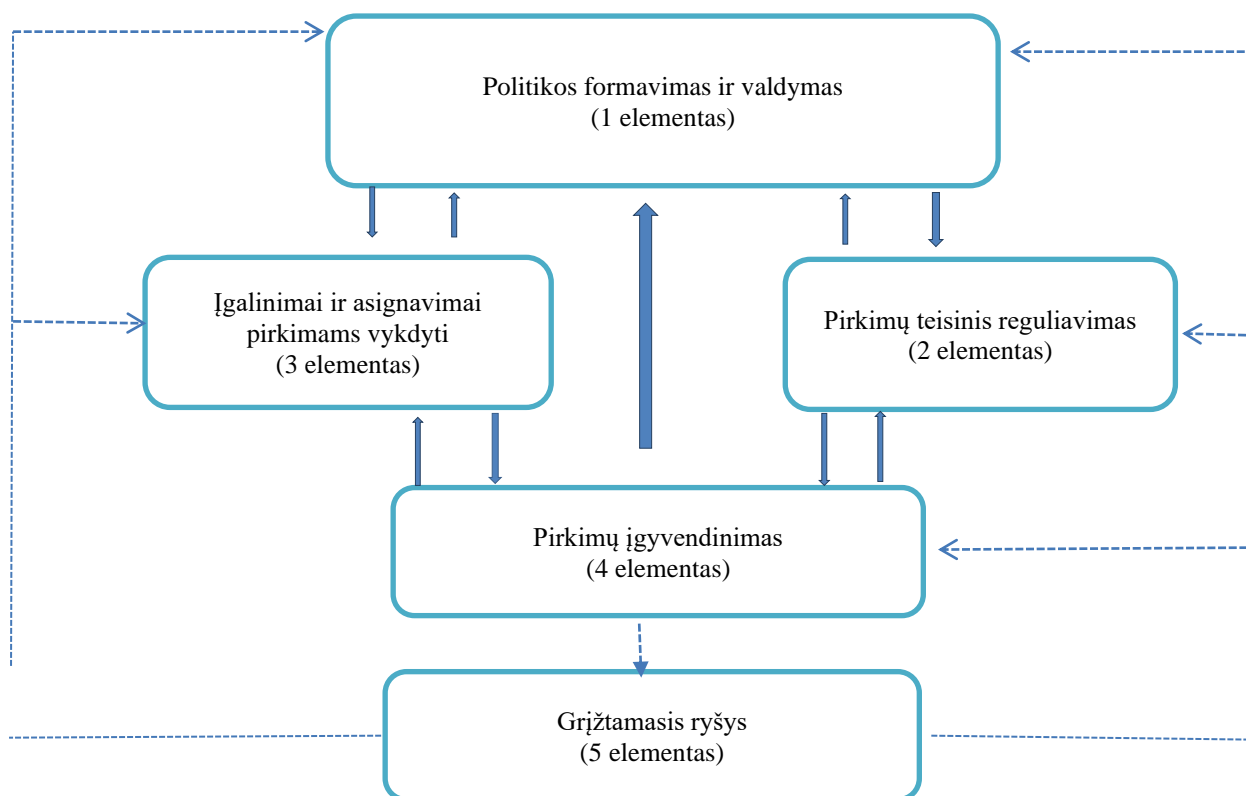 Politikos formavimas ir valdymas
(1 elementas)
Įgalinimai ir asignavimai
pirkimams vykdyti
(3 elementas)
Pirkimų teisinis reguliavimas
(2 elementas)
Pirkimų įgyvendinimas
(4 elementas)
Grįžtamasis ryšys
(5 elementas)